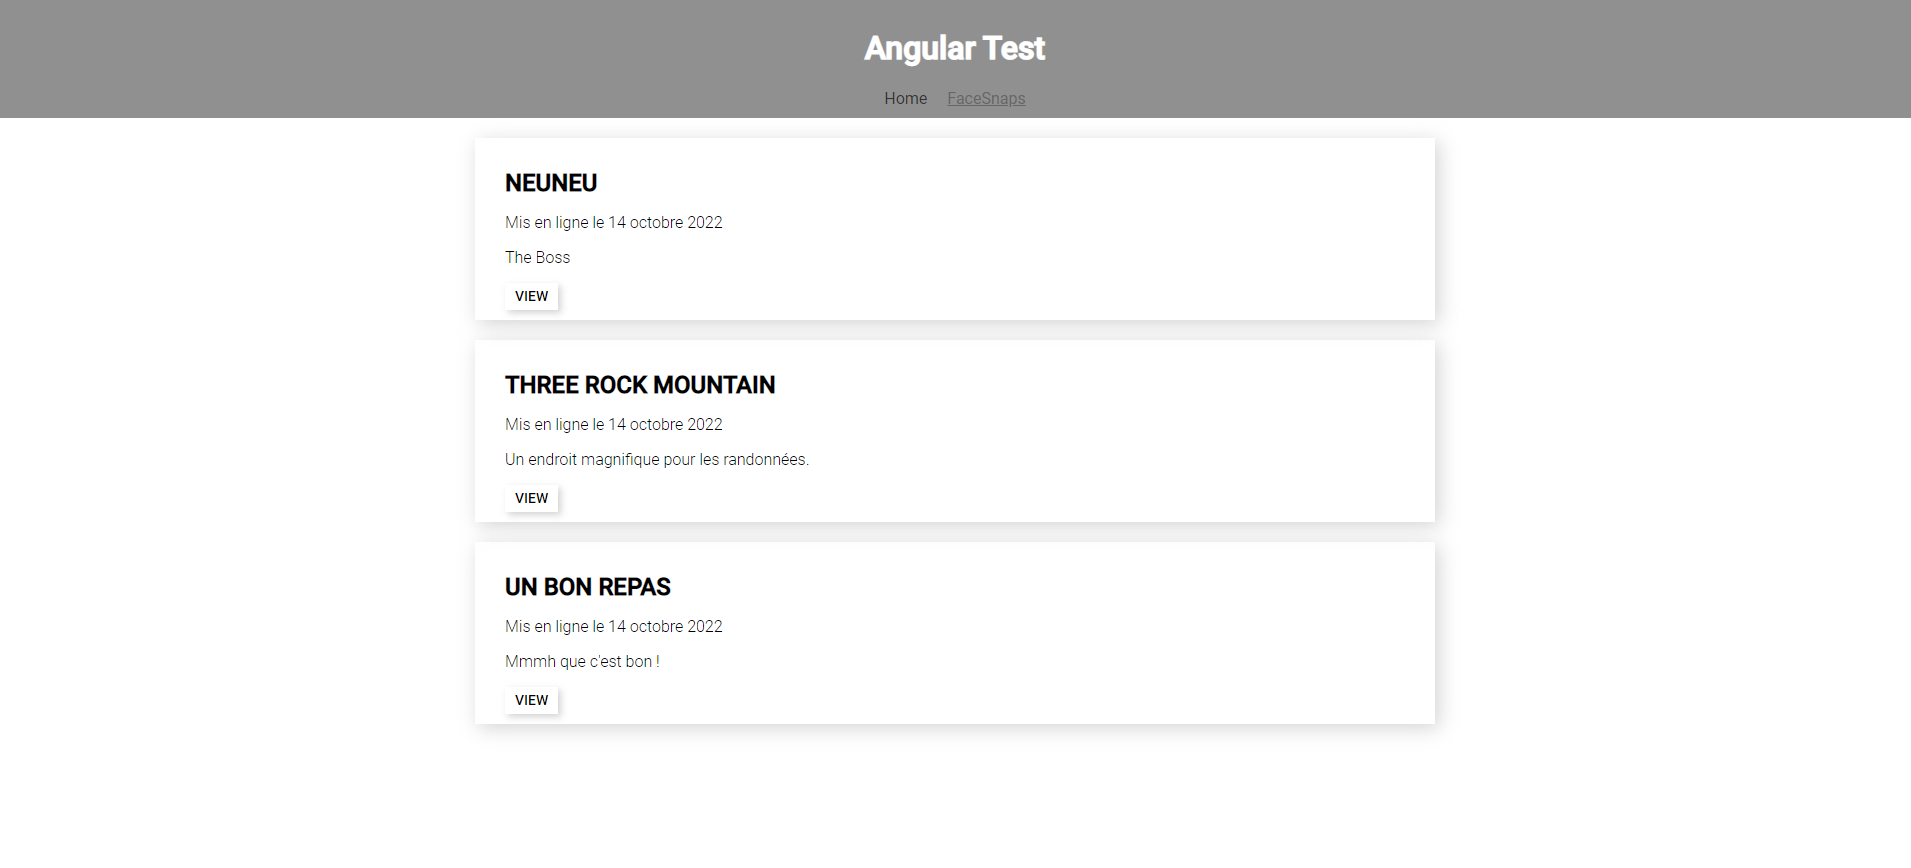 Angular Test
Home FaceSnaps
NEUNEU
Mis en ligne le 14 octobre 2022
The Boss
VIEW
THREE ROCK MOUNTAIN
Mis en ligne le 14 octobre 2022
Un endroit magnifique pour les randonnées.
VIEW
UN BON REPAS
Mis en ligne le 14 octobre 2022
Mmmh que c'est bon !
VIEW